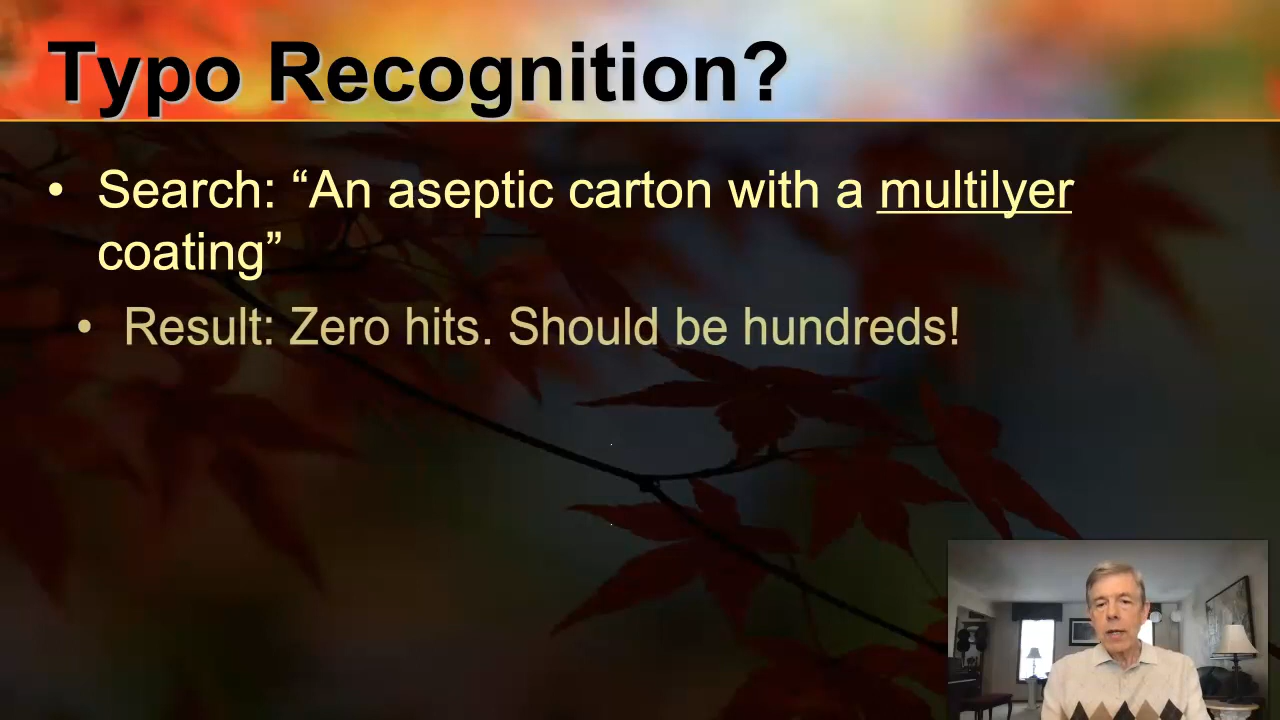 Typo Recognition?
• Search: “An aseptic carton with a multilyer
coating”
• Result: Zero hits. Should be hundreds!